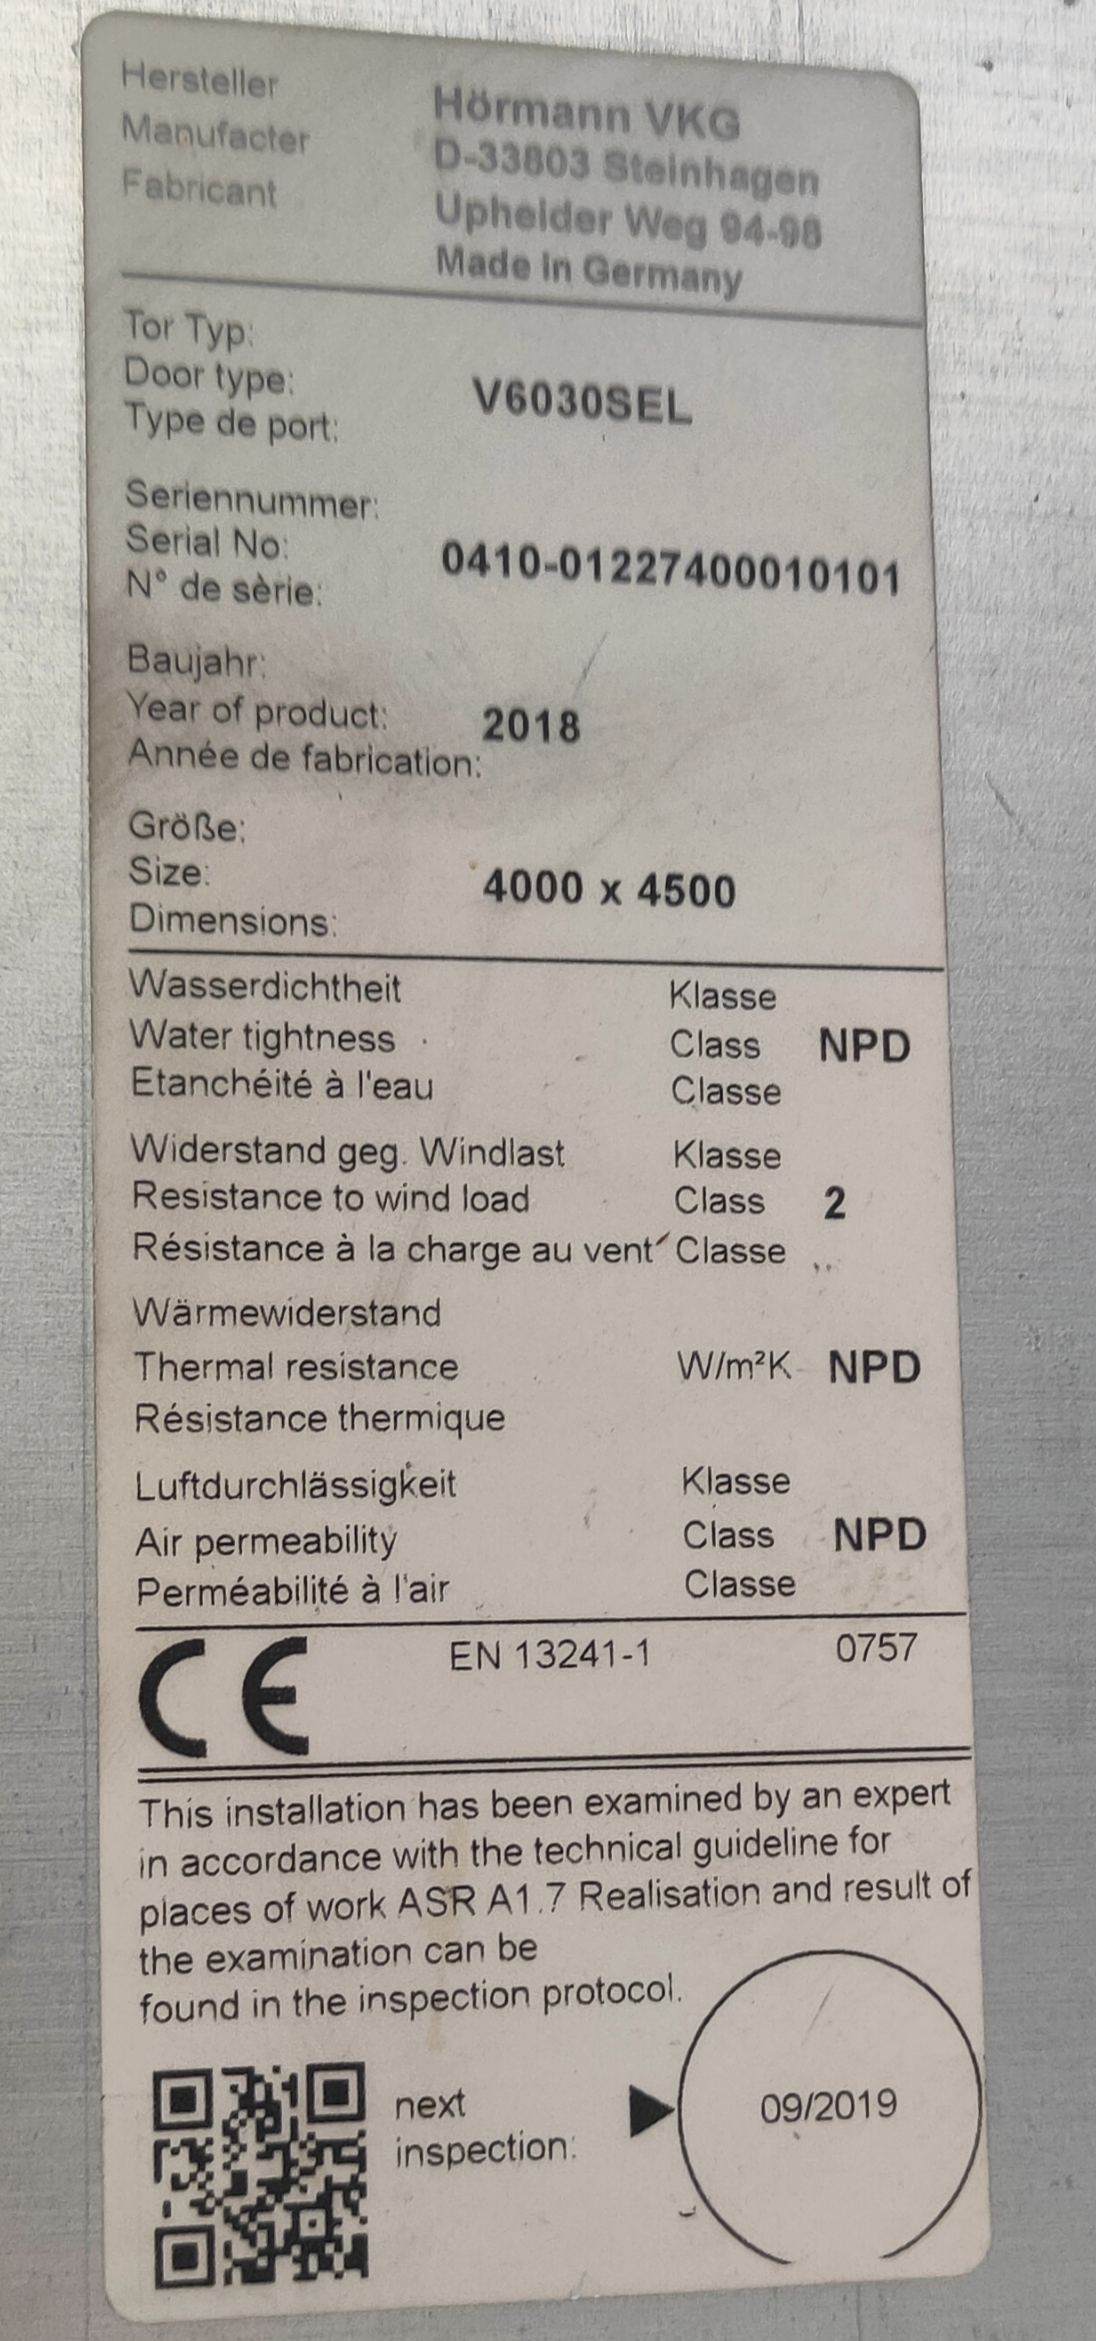 Hersteller
Manufacter
Fabricant
Hörmann VKG
D-33803 Steinhagen
Upheider Weg 94-98
Made in Germany
Tor Typ:
Door type:
Type de port:
V6030SEL
Seriennummer:
Serial No:
N° de sèrie:
0410-01227400010101
Baujahr:
Year of product:
Année de fabrication:
2018
Größe:
Size:
Dimensions:
4000 x 4500
Wasserdichtheit Klasse
Water tightness Class NPD
Etanchéité à l'eau Classe
Widerstand geg. Windlast Klasse
Resistance to wind load Class 2
Résistance à la charge au vent Classe
Wärmewiderstand
Thermal resistance W/m²K NPD
Résistance thermique
Luftdurchlässigkeit Klasse
Air permeability Class NPD
Perméabilité à l'air Classe
CE EN 13241-1 0757
This installation has been examined by an expert
in accordance with the technical guideline for
places of work ASR A1.7 Realisation and result of
the examination can be
found in the inspection protocol.
next
inspection:
09/2019